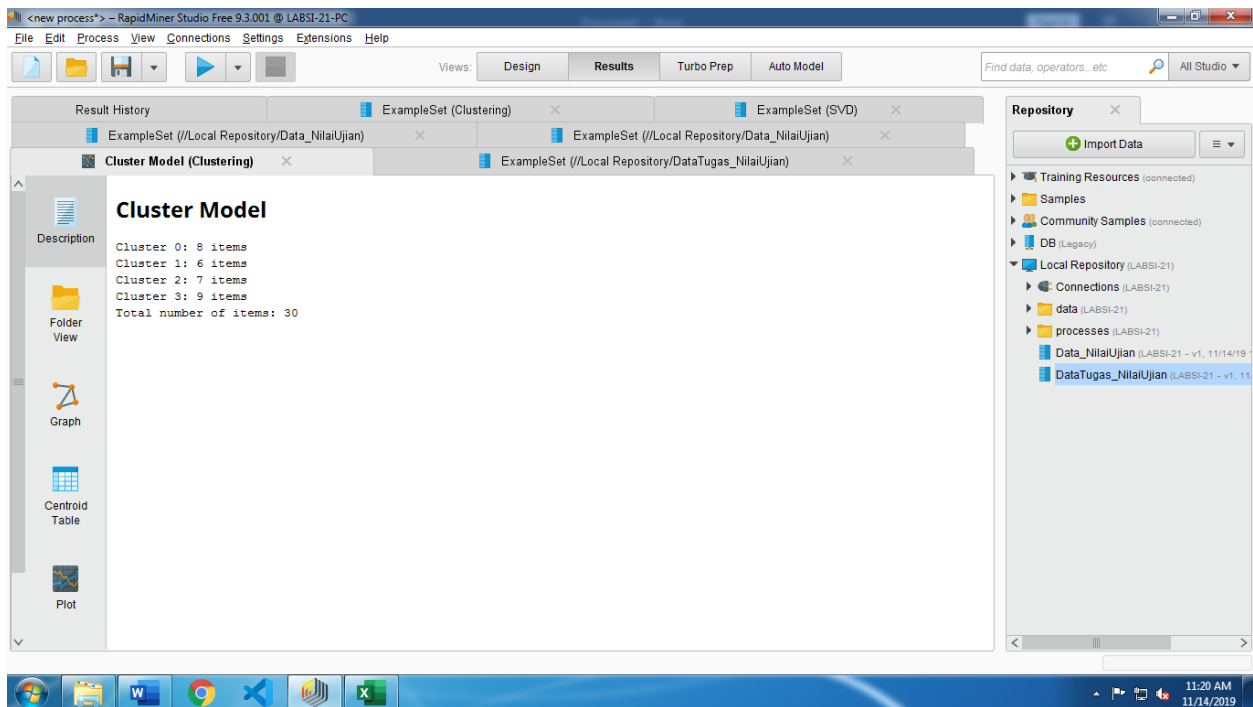 <new process*> – RapidMiner Studio Free 9.3.001 @ LABSI-21-PC
File Edit Process View Connections Settings Extensions Help
Views: Design Results Turbo Prep Auto Model
Find data, operators...etc
All Studio
Result History
ExampleSet (Clustering)
ExampleSet (SVD)
ExampleSet (//Local Repository/Data_NilaiUjian)
ExampleSet (//Local Repository/Data_NilaiUjian)
Cluster Model (Clustering)
ExampleSet (//Local Repository/DataTugas_NilaiUjian)
Description
Folder
View
Graph
Centroid
Table
Plot
Cluster Model
Cluster 0: 8 items
Cluster 1: 6 items
Cluster 2: 7 items
Cluster 3: 9 items
Total number of items: 30
Repository
Import Data
Training Resources (connected)
Samples
Community Samples (connected)
DB (Legacy)
Local Repository (LABSI-21)
Connections (LABSI-21)
data (LABSI-21)
processes (LABSI-21)
Data_NilaiUjian (LABSI-21 - v1, 11/14/19
DataTugas_NilaiUjian (LABSI-21 - v1, 11
11:20 AM
11/14/2019